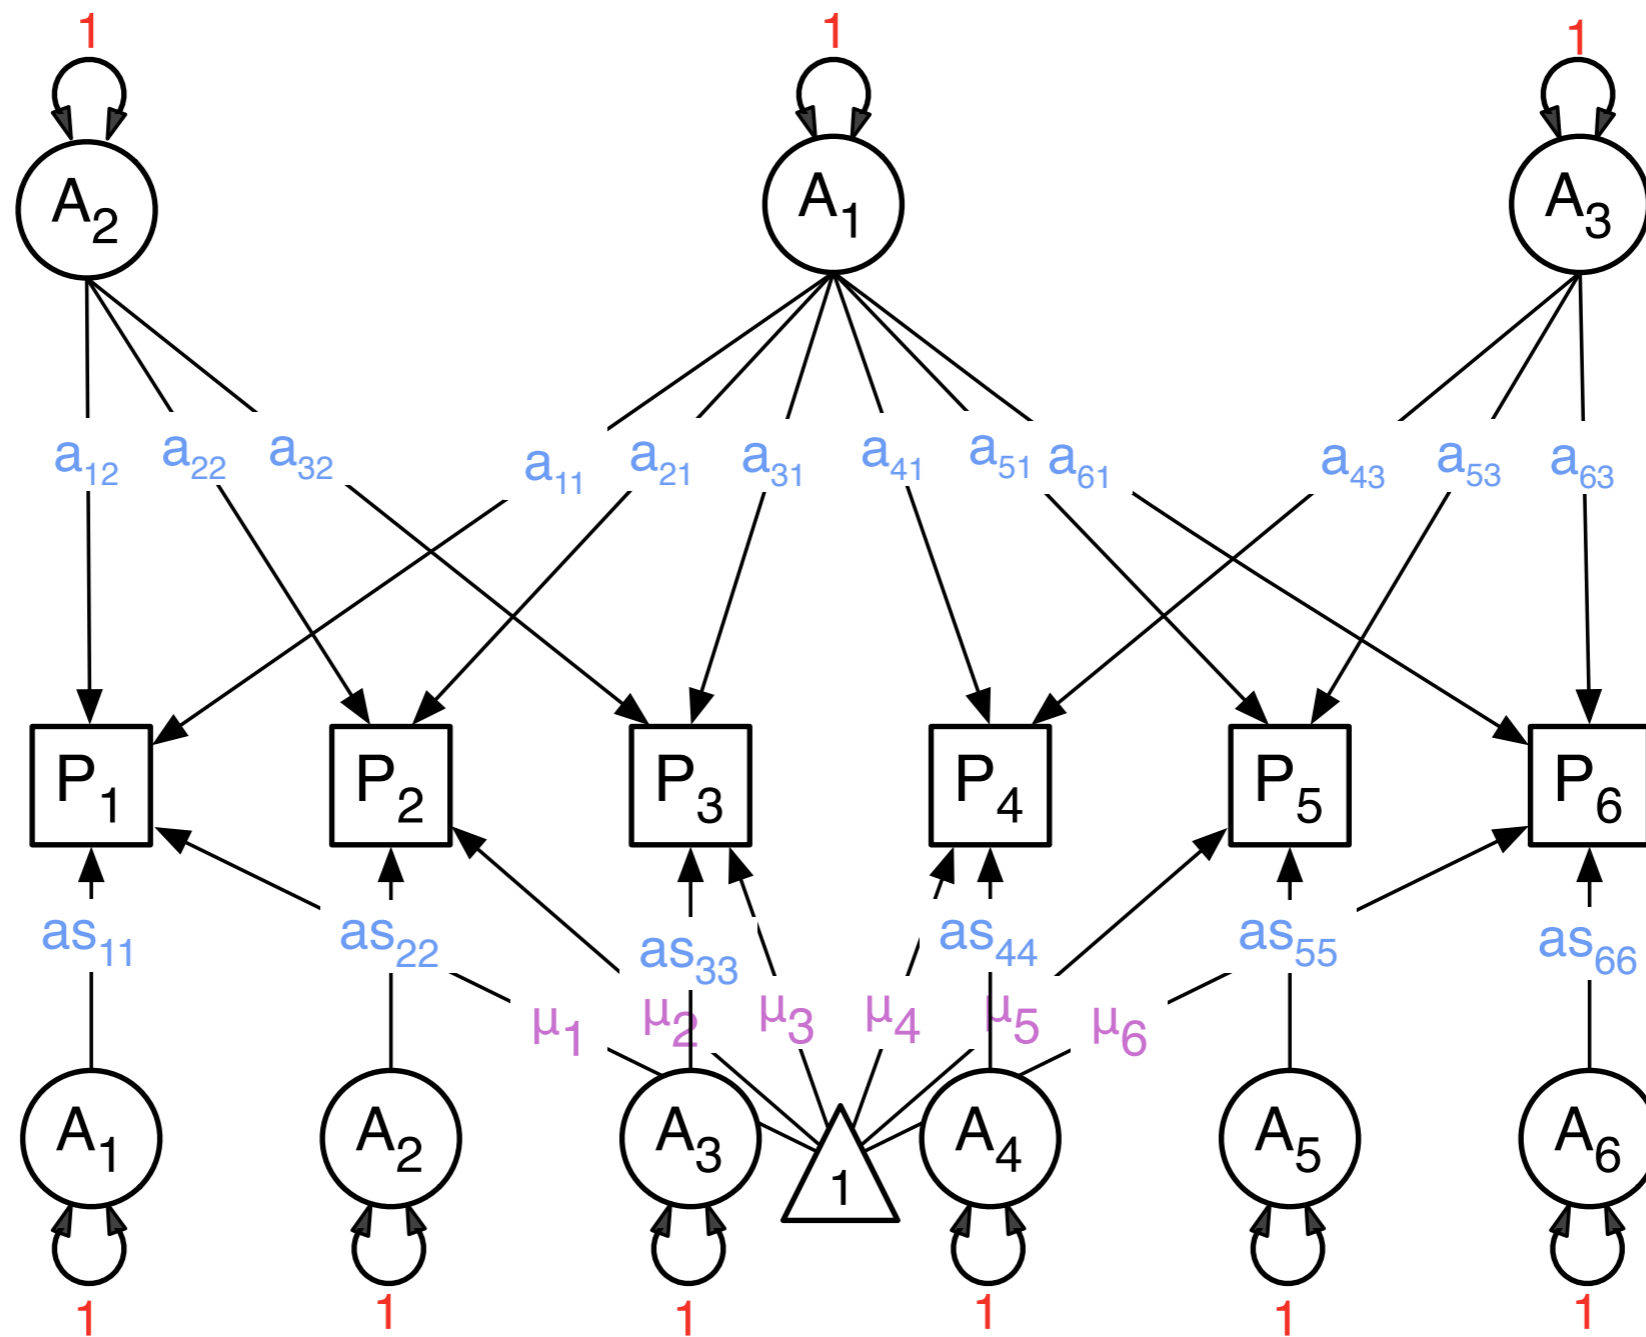 1 1 1
A₂ A₁ A₃
a₁₂ a₂₂ a₃₂ a₁₁ a₂₁ a₃₁ a₄₁ a₅₁ a₆₁ a₄₃ a₅₃ a₆₃
P₁ P₂ P₃ P₄ P₅ P₆
as₁₁ as₂₂ as₃₃ as₄₄ as₅₅ as₆₆
μ₁ μ₂ μ₃ μ₄ μ₅ μ₆
A₁ A₂ A₃ 1 A₄ A₅ A₆
1 1 1 1 1 1